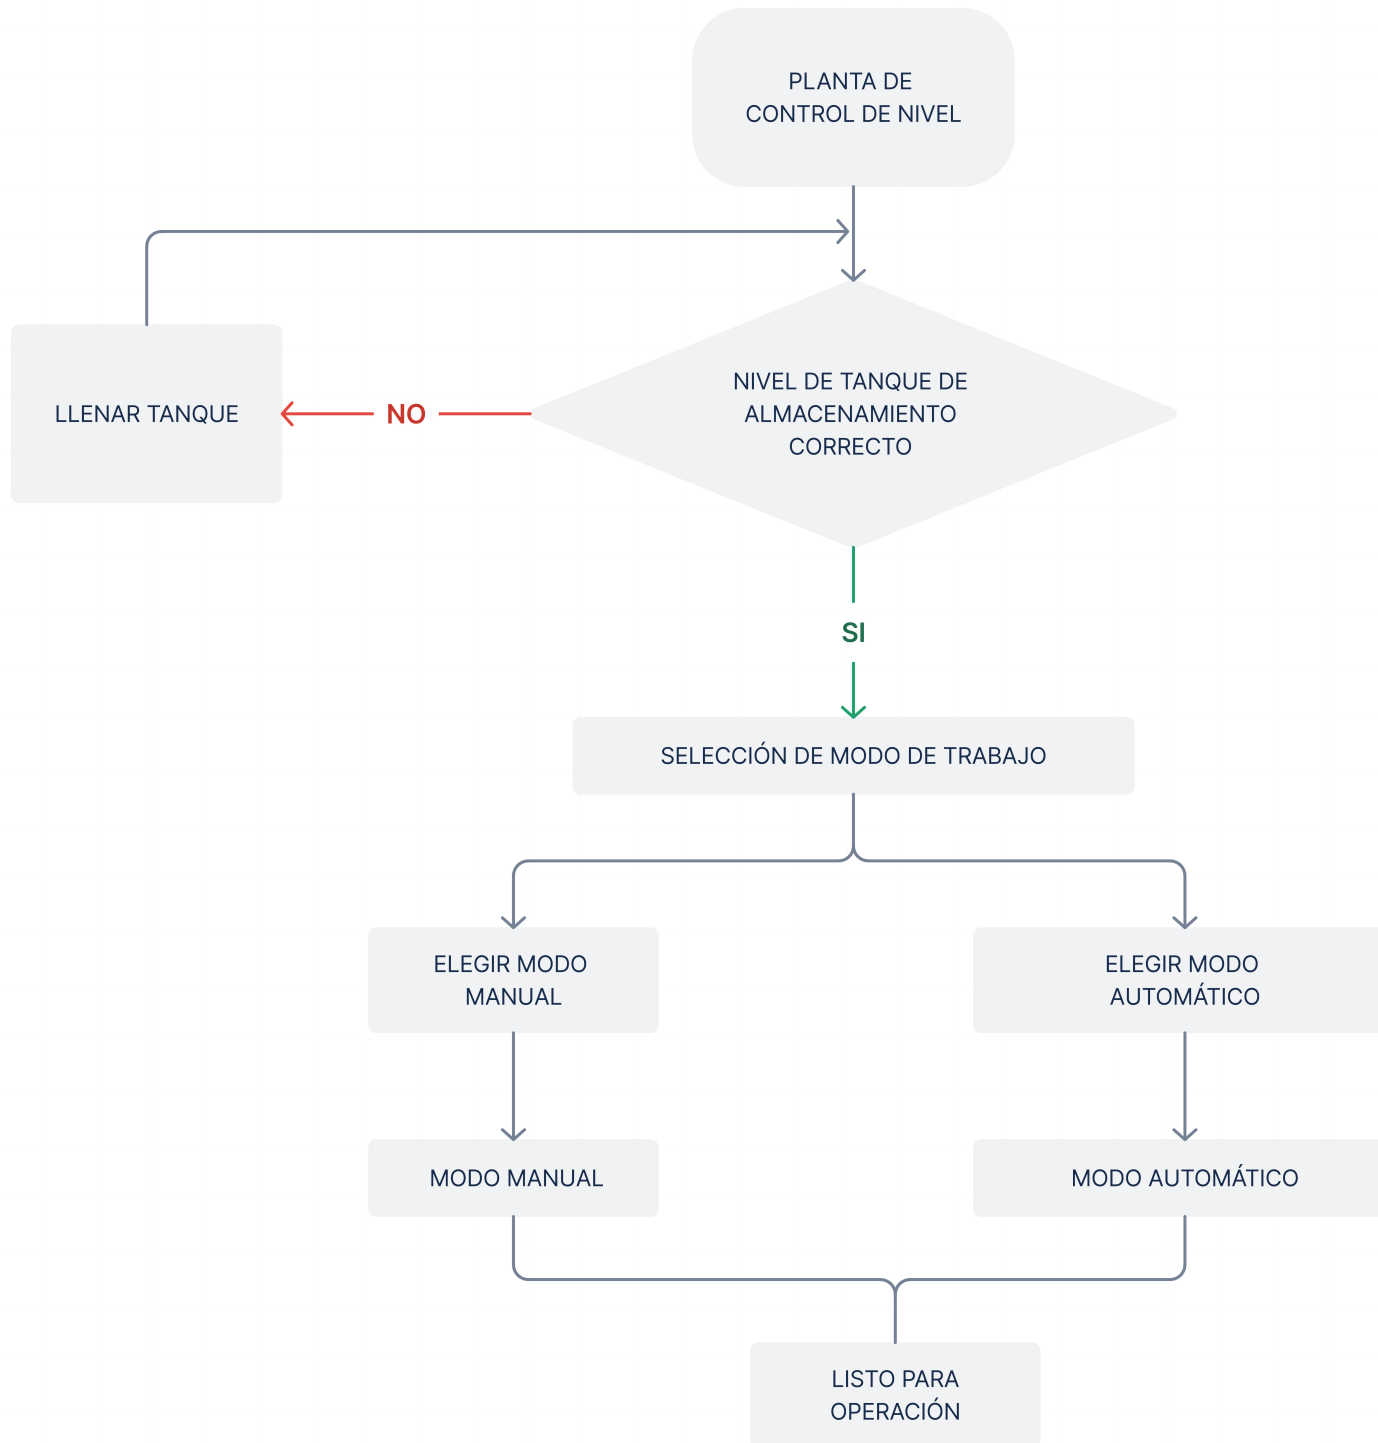 PLANTA DE
CONTROL DE NIVEL
NIVEL DE TANQUE DE
ALMACENAMIENTO
CORRECTO
NO
LLENAR TANQUE
SI
SELECCIÓN DE MODO DE TRABAJO
ELEGIR MODO
MANUAL
ELEGIR MODO
AUTOMÁTICO
MODO MANUAL
MODO AUTOMÁTICO
LISTO PARA
OPERACIÓN